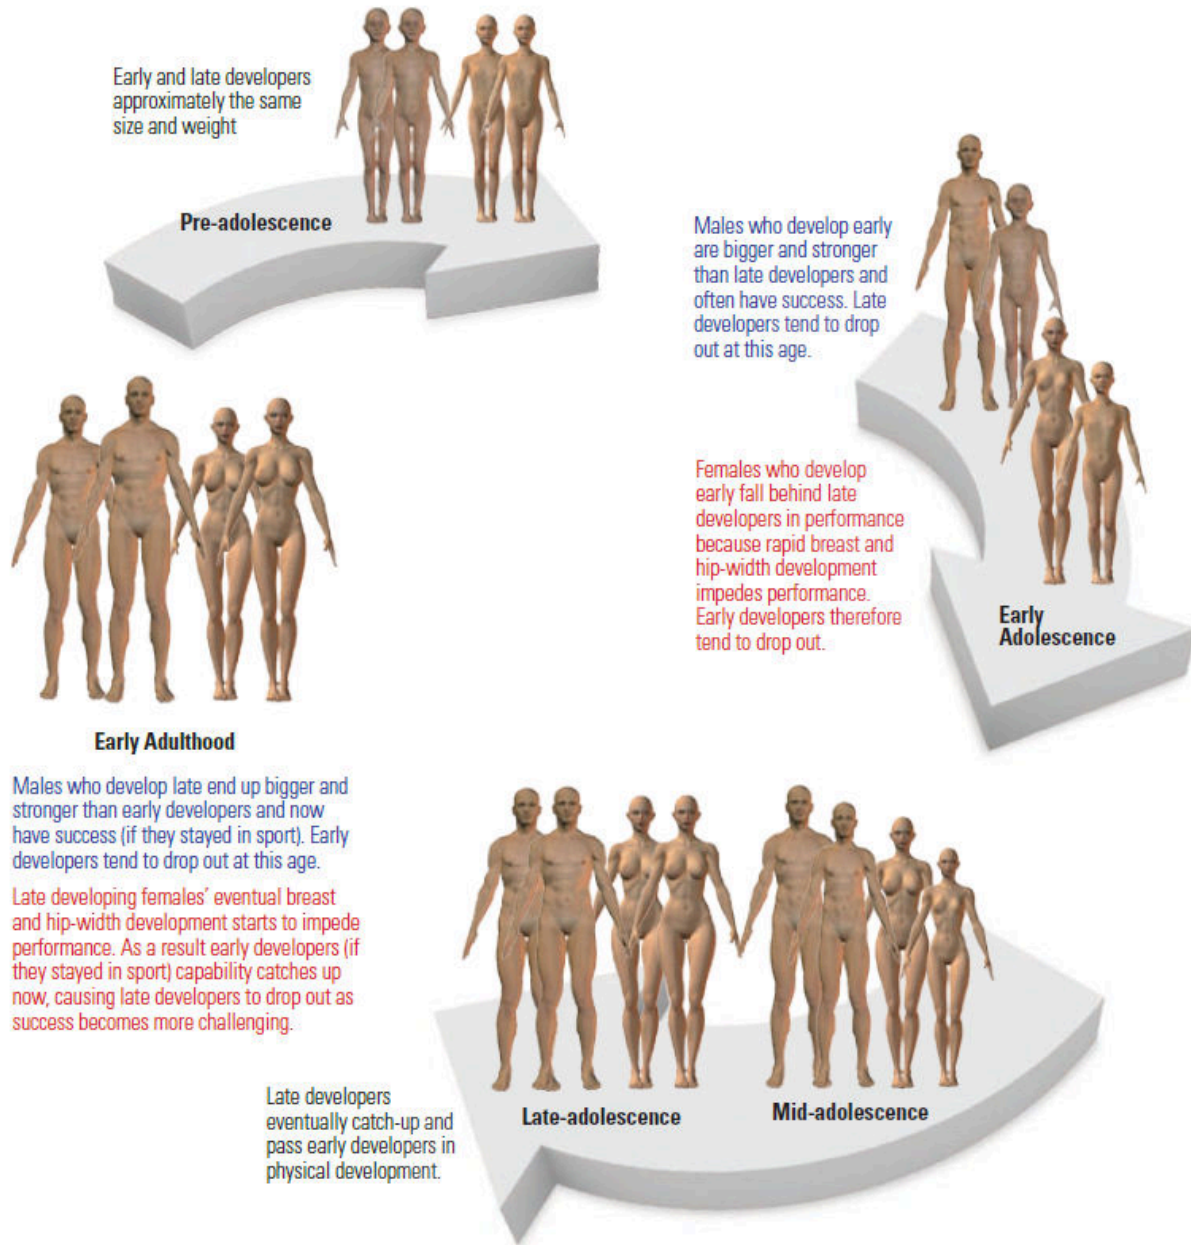 Early and late developers
approximately the same
size and weight
Pre-adolescence
Males who develop early
are bigger and stronger
than late developers and
often have success. Late
developers tend to drop
out at this age.
Females who develop
early fall behind late
developers in performance
because rapid breast and
hip-width development
impedes performance.
Early developers therefore
tend to drop out.
Early
Adolescence
Early Adulthood
Males who develop late end up bigger and
stronger than early developers and now
have success (if they stayed in sport). Early
developers tend to drop out at this age.
Late developing females’ eventual breast
and hip-width development starts to impede
performance. As a result early developers (if
they stayed in sport) capability catches up
now, causing late developers to drop out as
success becomes more challenging.
Mid-adolescence
Late-adolescence
Late developers
eventually catch-up and
pass early developers in
physical development.